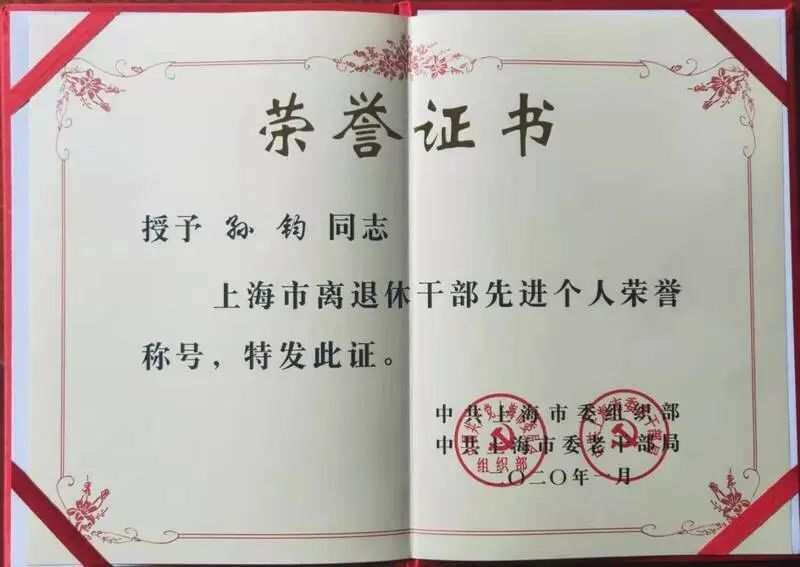 荣誉证书
授予 孙钧 同志
上海市离退休干部先进个人荣誉
称号，特发此证。
中共上海市委组织部
中共上海市委老干部局
二〇二〇年一月
组织部